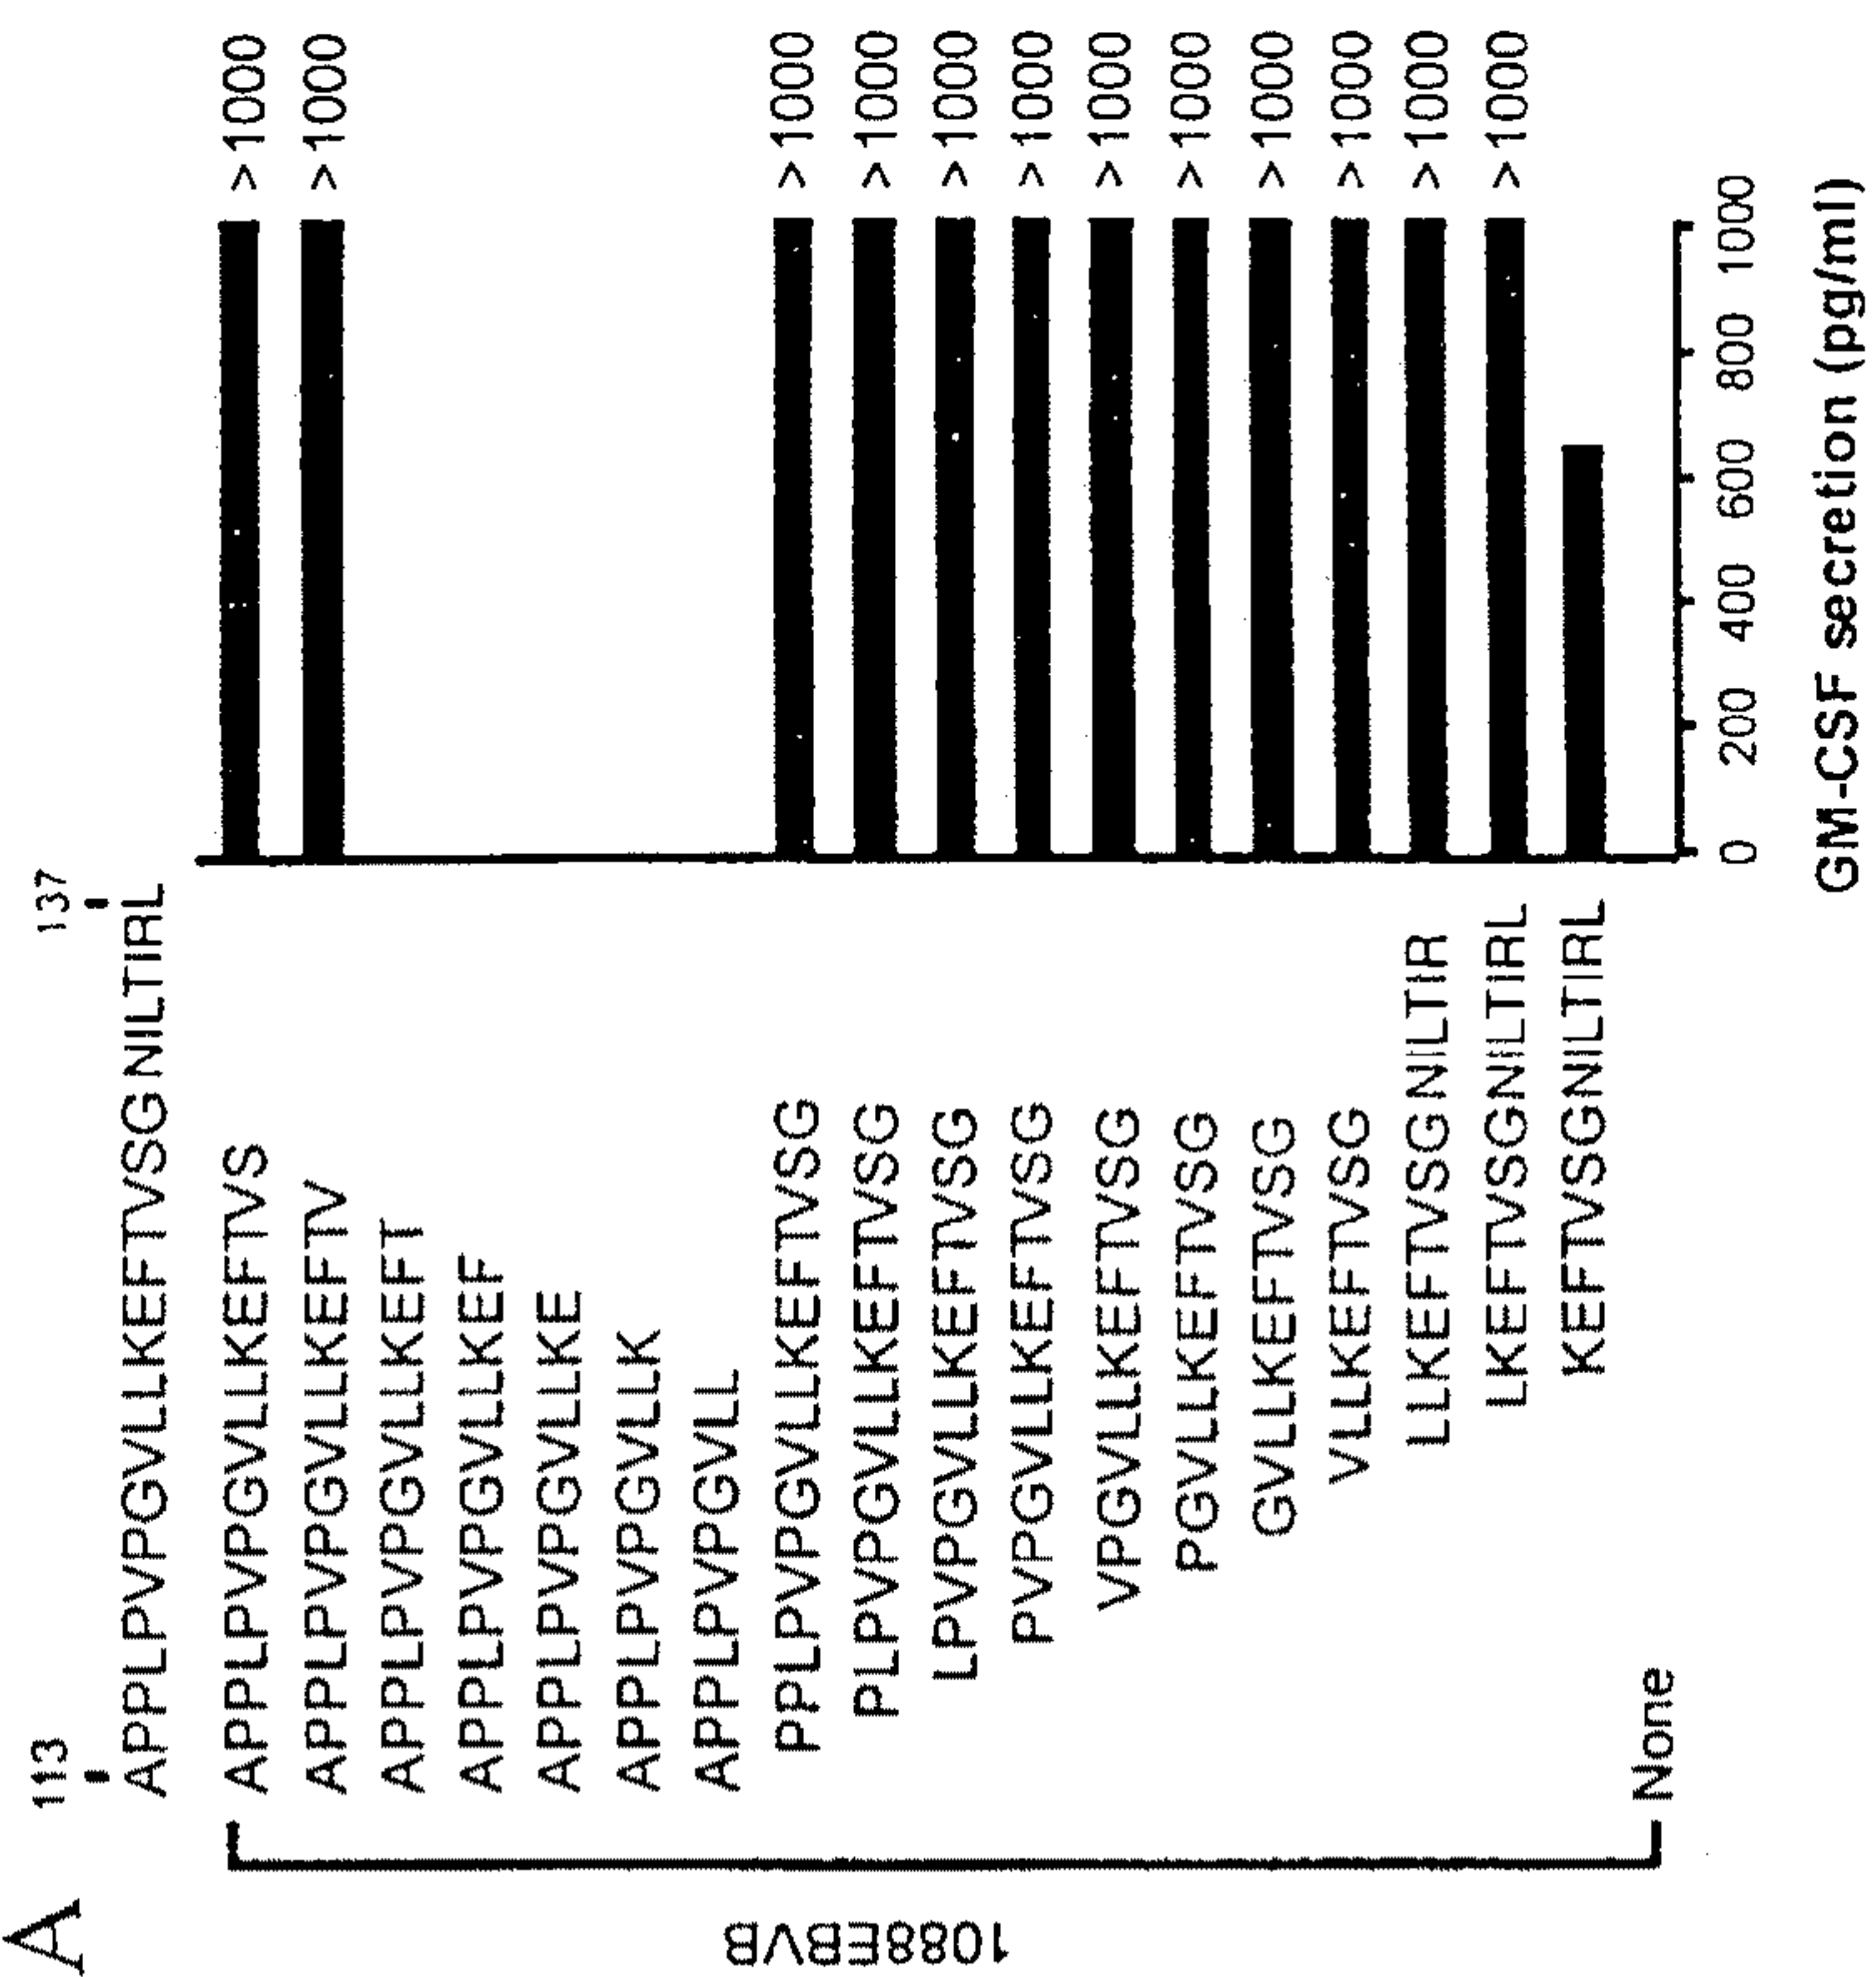 A
113 137
APPLPVPGVLLKEFTVSGNILTIRL
APPLPVPGVLLKEFTVS >1000
APPLPVPGVLLKEFTV >1000
APPLPVPGVLLKEFT
APPLPVPGVLLKEF
APPLPVPGVLLKE
APPLPVPGVLLK
APPLPVPGVLL
PPLPVPGVLLKEFTVSG >1000
PLPVPGVLLKEFTVSG >1000
LPVPGVLLKEFTVSG >1000
PVPGVLLKEFTVSG >1000
VPGVLLKEFTVSG >1000
PGVLLKEFTVSG >1000
GVLLKEFTVSG >1000
VLLKEFTVSG >1000
LLKEFTVSGNILTIR >1000
LKEFTVSGNILTIRL >1000
KEFTVSGNILTIRL
None
1088EBVB
0 200 400 600 800 1000
GM-CSF secretion (pg/ml)